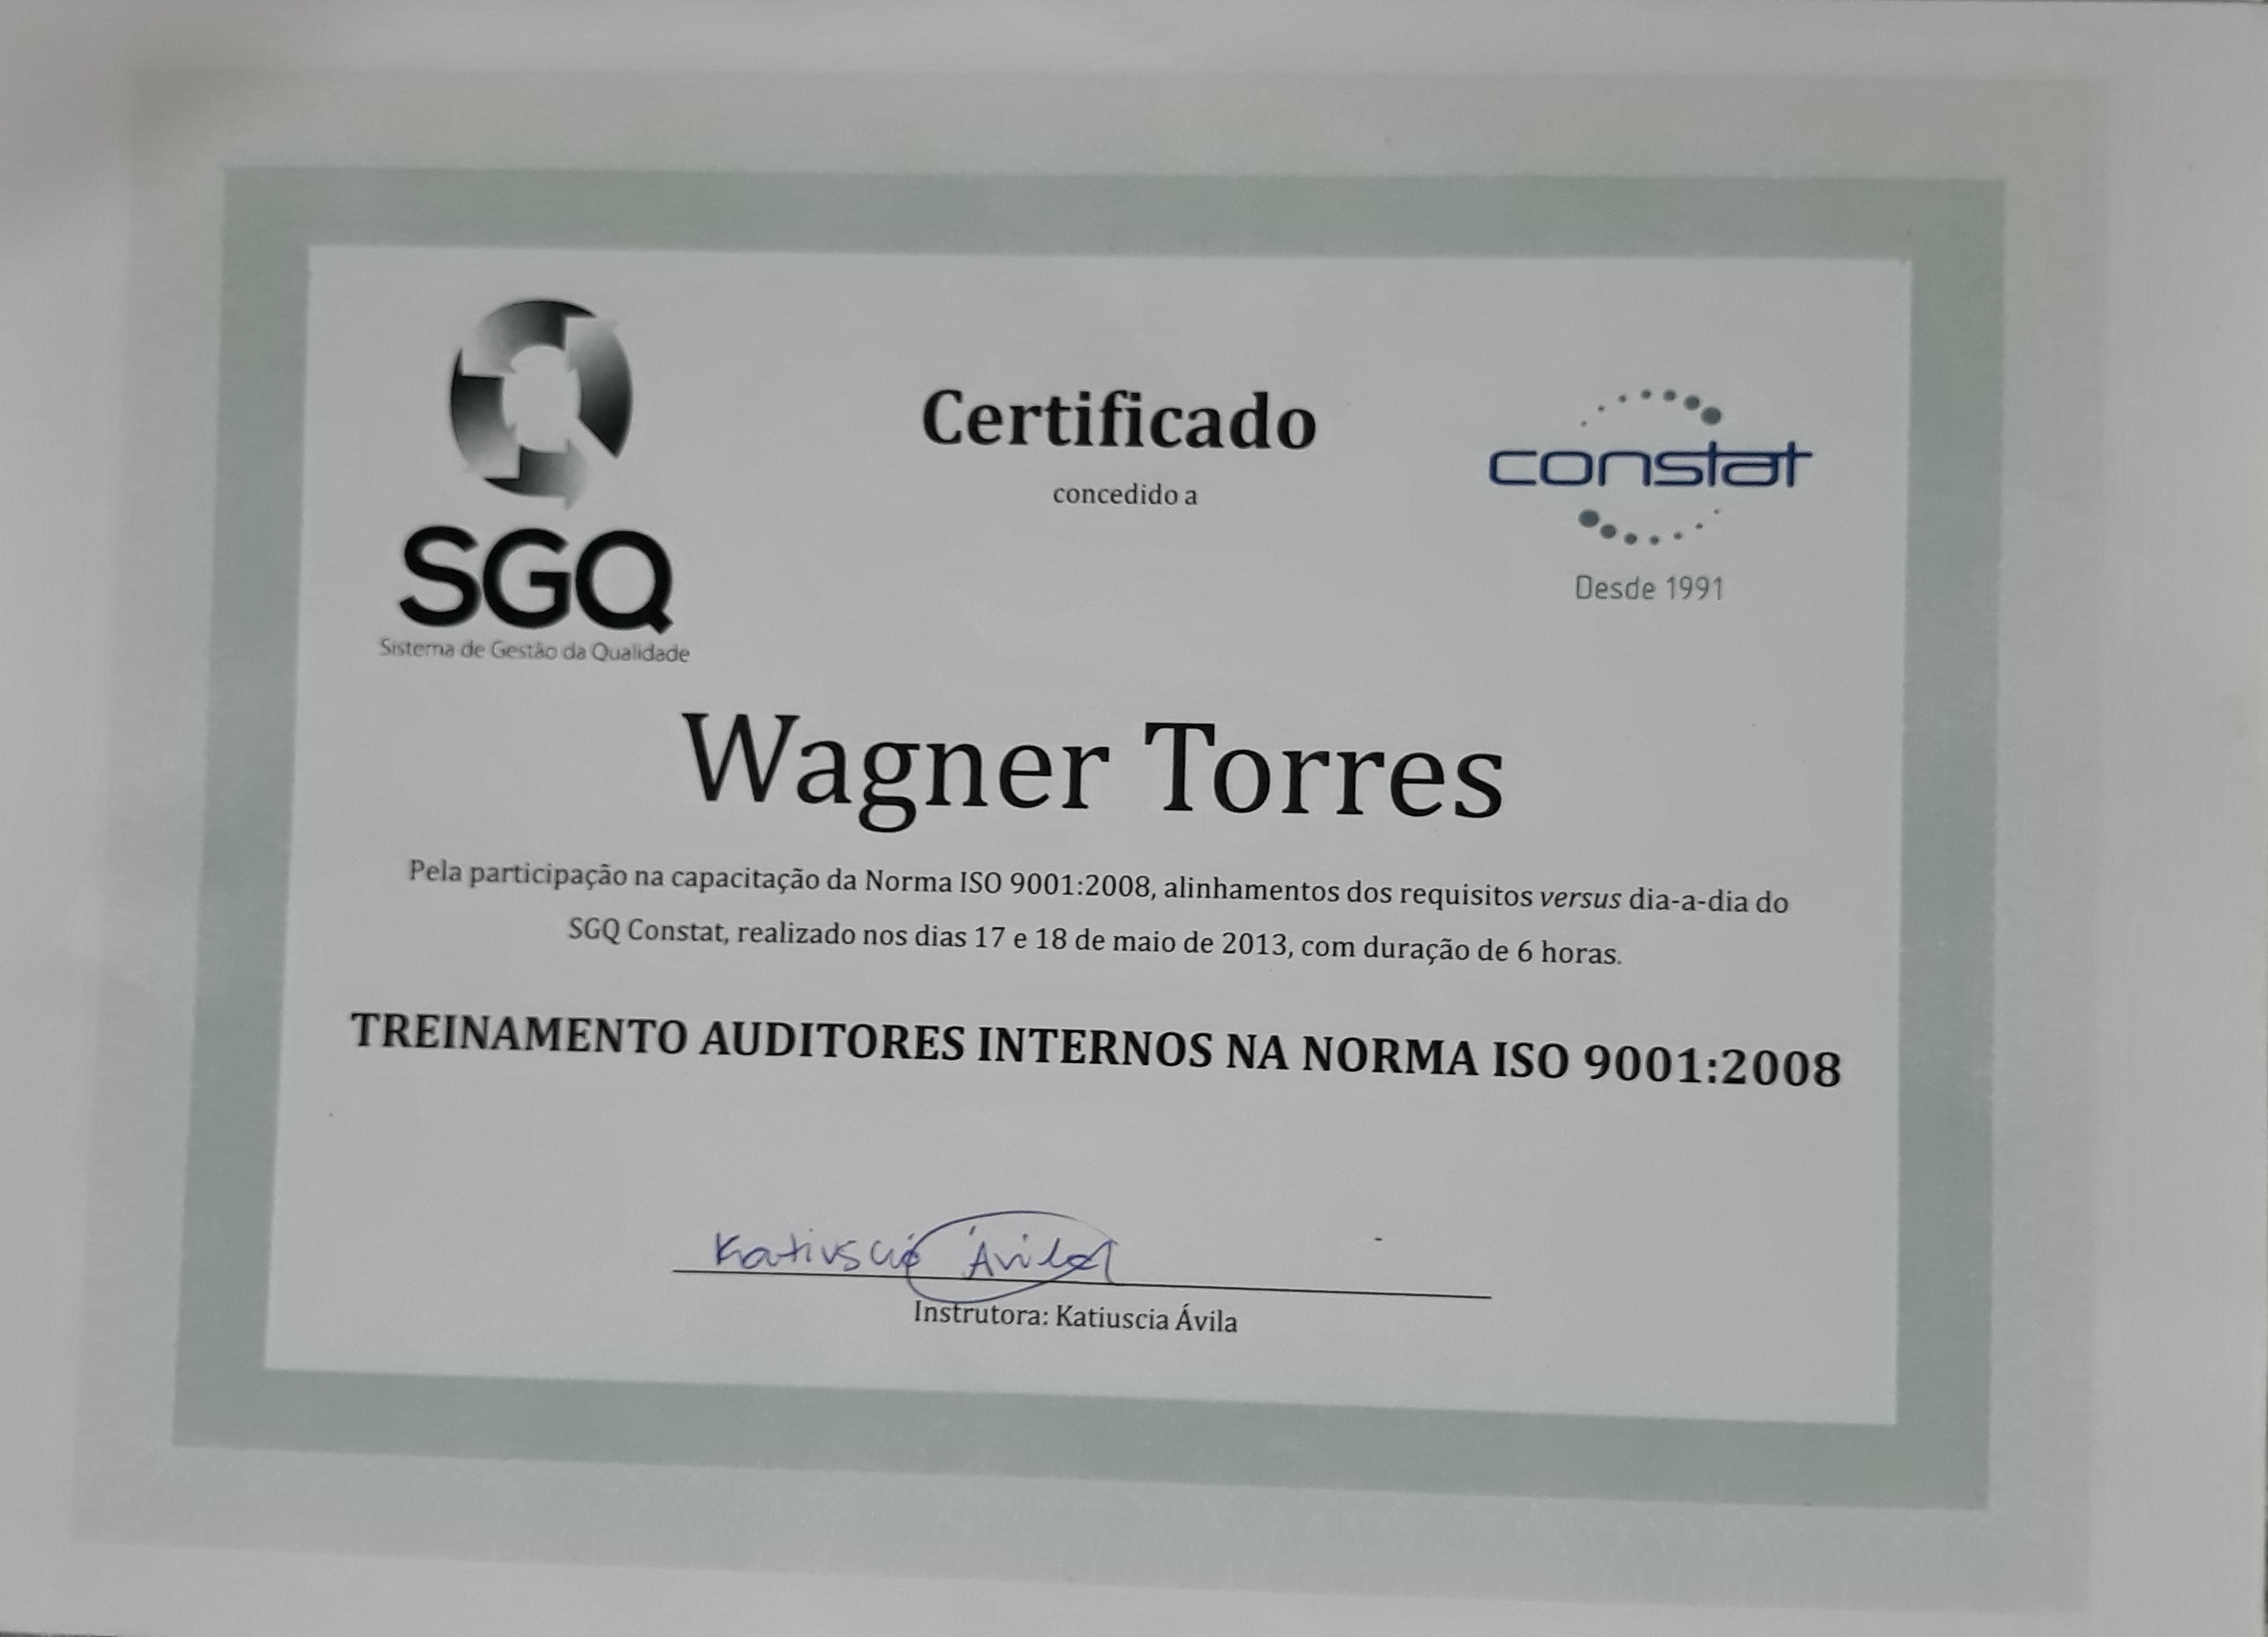 Certificado
concedido a
SGQ
Sistema de Gestão da Qualidade
constat
Desde 1991
Wagner Torres
Pela participação na capacitação da Norma ISO 9001:2008, alinhamentos dos requisitos versus dia-a-dia do
SGQ Constat, realizado nos dias 17 e 18 de maio de 2013, com duração de 6 horas.
TREINAMENTO AUDITORES INTERNOS NA NORMA ISO 9001:2008
Katiuscia Ávila
Instrutora: Katiuscia Ávila